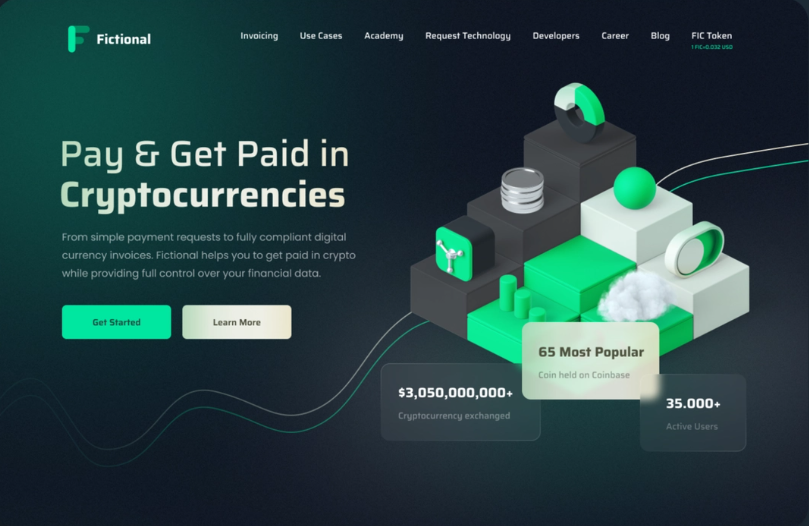 Fictional
Invoicing
Use Cases
Academy
Request Technology
Developers
Career
Blog
FIC Token
1 FIC=0.032 USD
Pay & Get Paid in
Cryptocurrencies
From simple payment requests to fully compliant digital
currency invoices. Fictional helps you to get paid in crypto
while providing full control over your financial data.
Get Started
Learn More
65 Most Popular
Coin held on Coinbase
$3,050,000,000+
Cryptocurrency exchanged
35.000+
Active Users